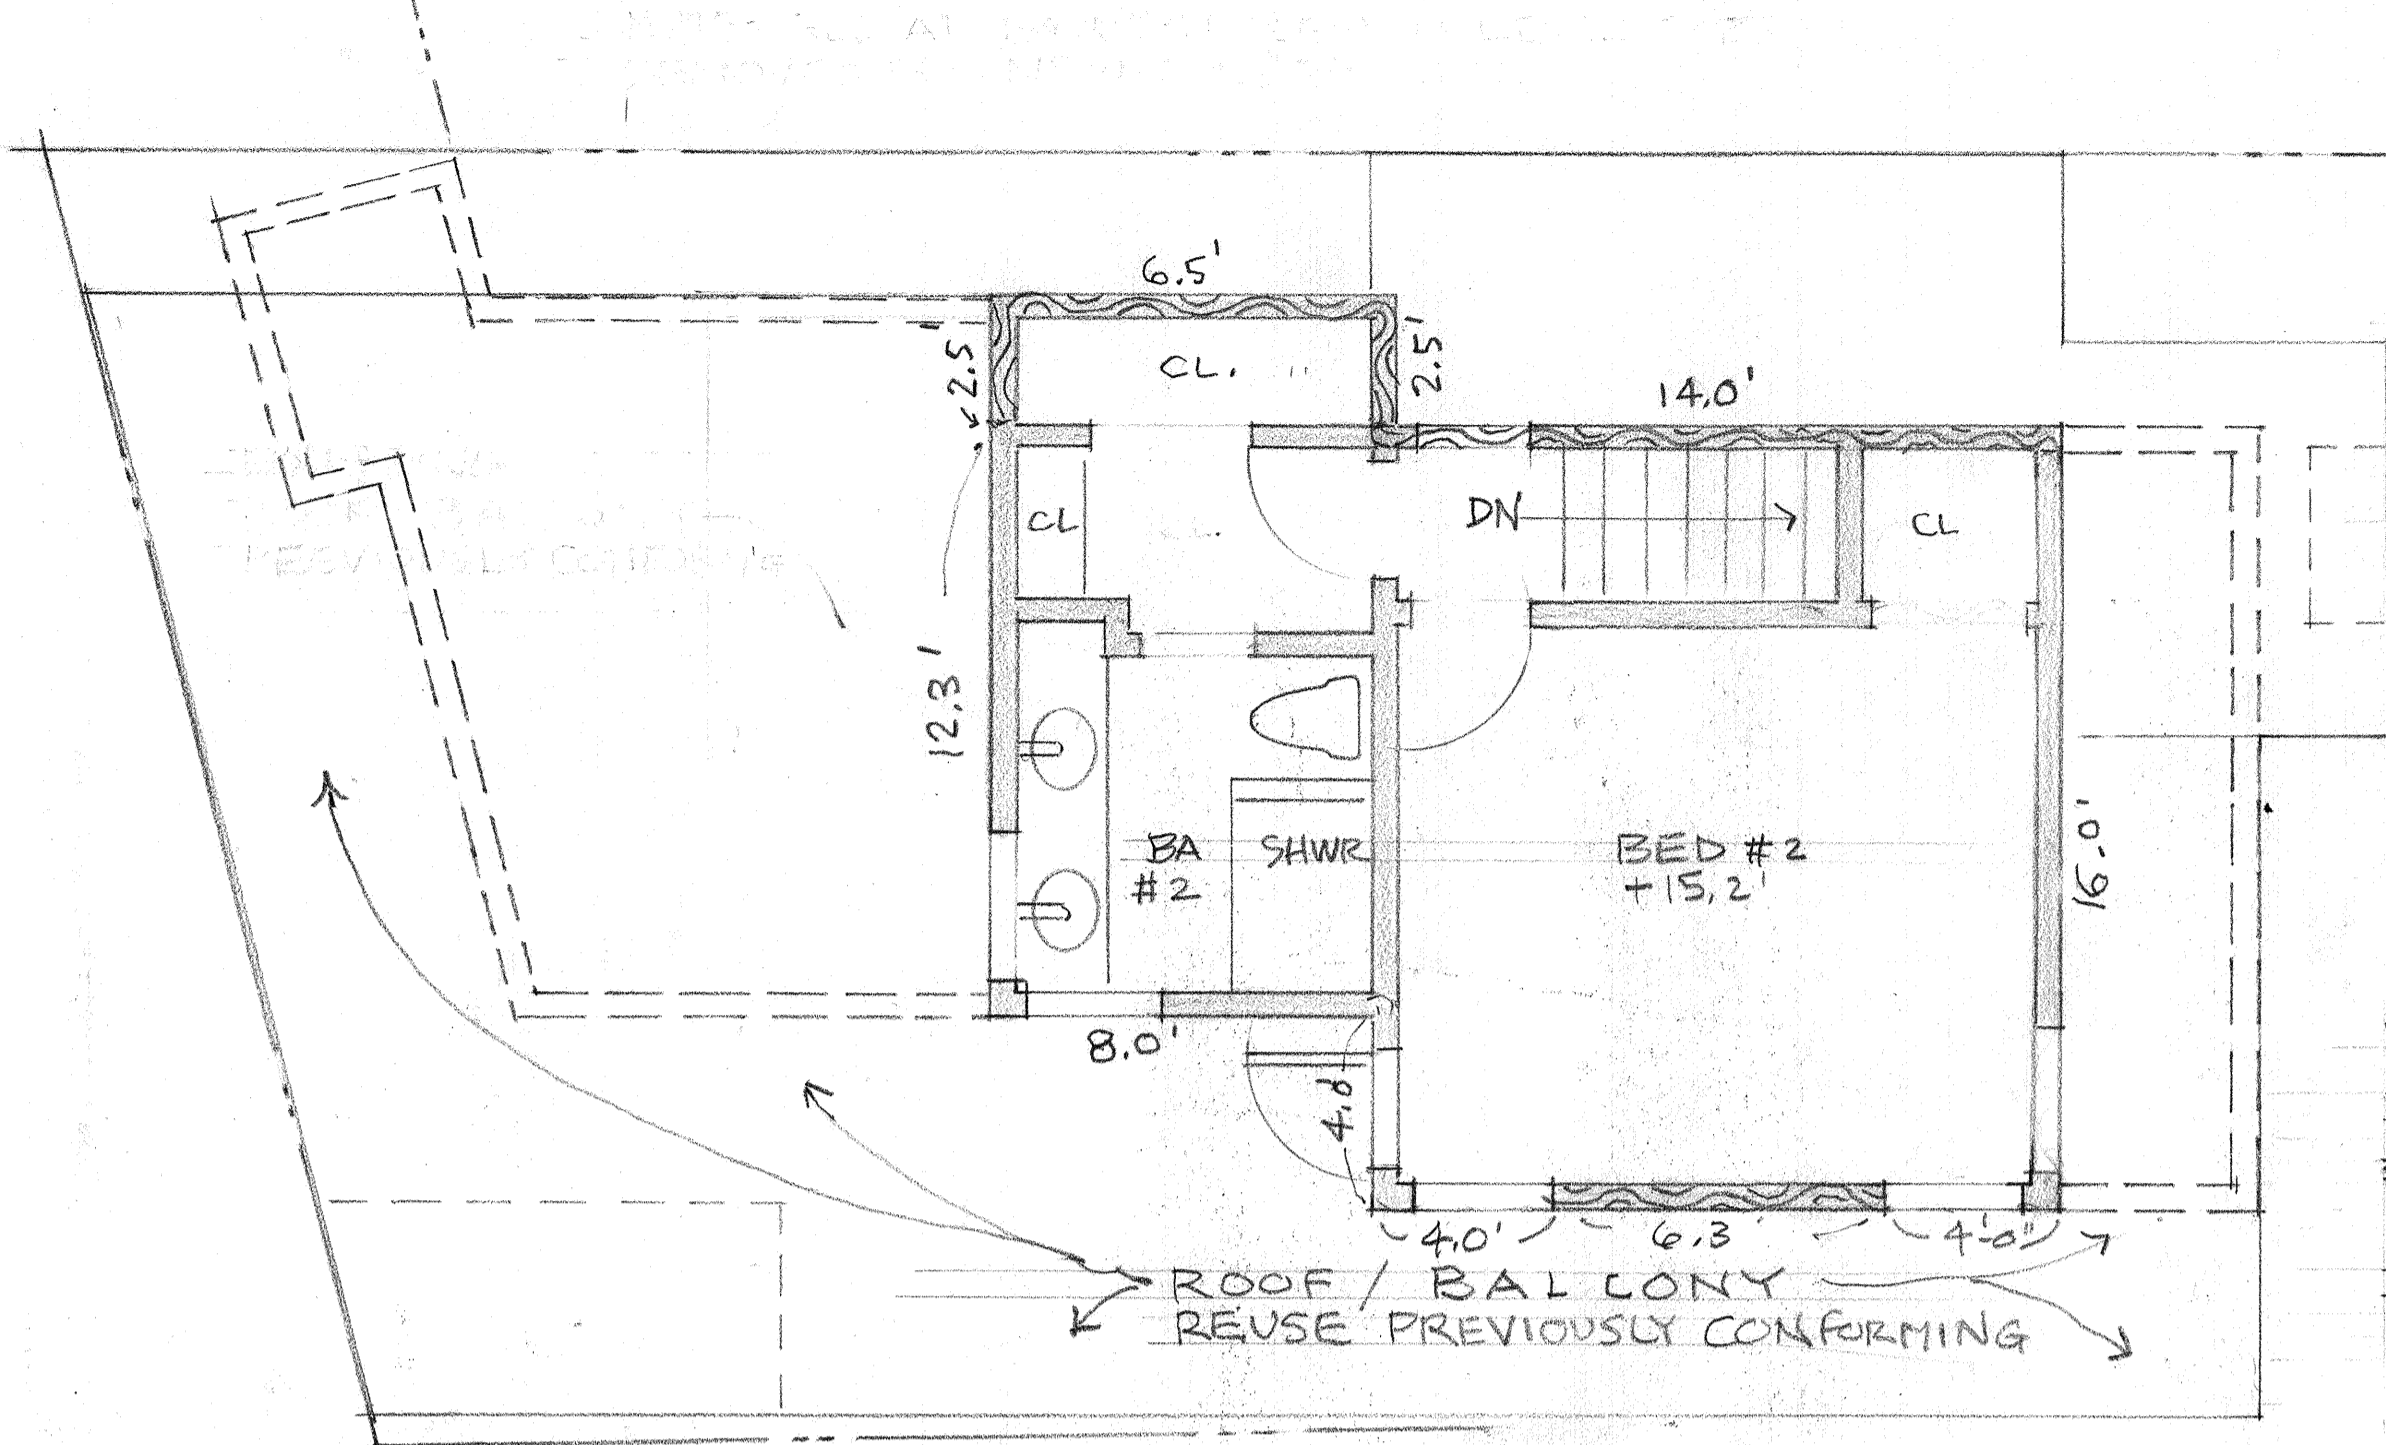 6.5'
2.5'
CL.
2.5'
14.0'
CL
DN
CL
12.3'
BA
#2
SHWR
BED #2
+15.2'
16.0'
8.0'
4.0'
4.0'
6.3
4'-0"
ROOF / BALCONY
REUSE PREVIOUSLY CONFORMING